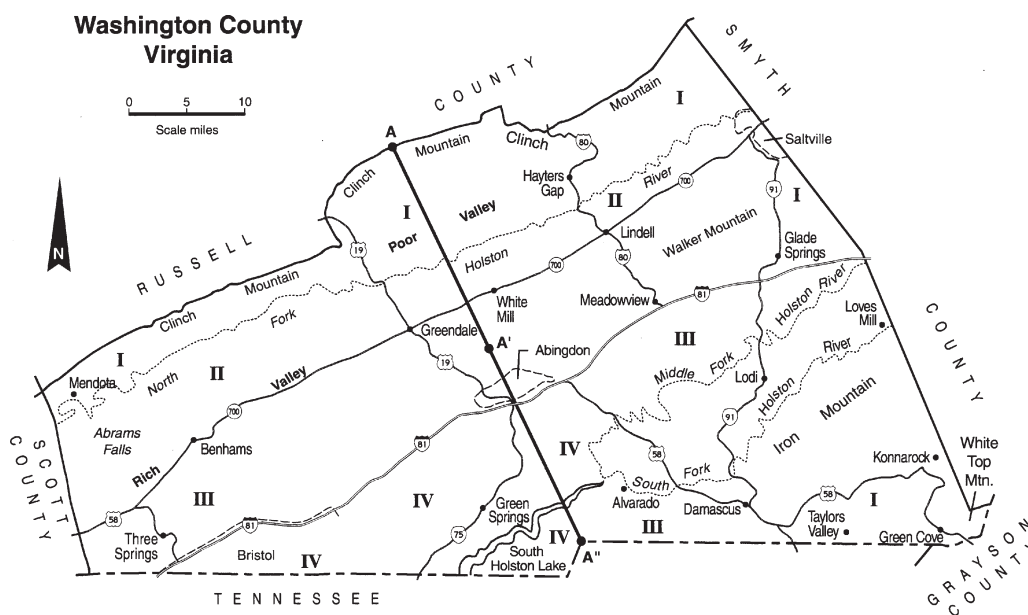 Washington County
Virginia
0 5 10
Scale miles
N
SMYTH
COUNTY
RUSSELL
COUNTY
SCOTT
COUNTY
TENNESSEE
GRAYSON
COUNTY
A
A'
A"
Clinch
Mountain
Clinch
Mountain
I
80
Saltville
Hayters
Gap
River
700
II
91
I
I
Poor
Valley
Lindell
Walker Mountain
19
Holston
80
Glade
Springs
Clinch
Mountain
700
Fork
White
Mill
Meadowview
81
Holston River
Loves
Mill
Greendale
Abingdon
III
I
Mendota
North
II
Valley
19
Middle
Fork
River
Lodi
Holston
Mountain
700
91
Iron
Abrams
Falls
Benhams
81
IV
58
Konnarock
White
Top
Mtn.
Rich
III
IV
South
Fork
Alvarado
Damascus
58
I
58
Three
Springs
81
Green
Springs
75
IV
III
Taylors
Valley
Green Cove
Bristol
IV
South
Holston Lake